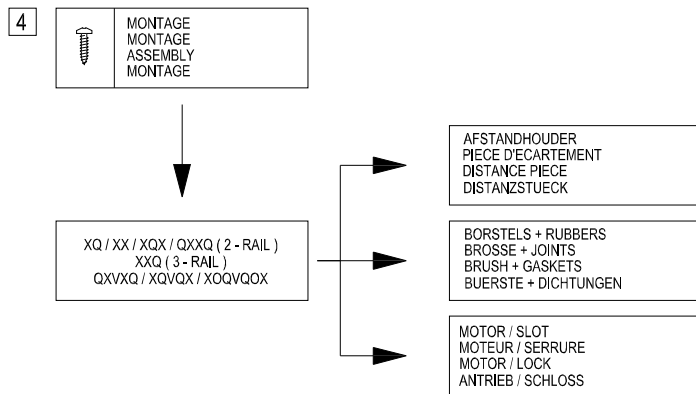 4
MONTAGE
MONTAGE
ASSEMBLY
MONTAGE
XQ / XX / XQX / QXXQ ( 2 - RAIL )
XXQ ( 3 - RAIL )
QXVXQ / XQVQX / XOQVQOX
AFSTANDHOUDER
PIECE D'ECARTEMENT
DISTANCE PIECE
DISTANZSTUECK
BORSTELS + RUBBERS
BROSSE + JOINTS
BRUSH + GASKETS
BUERSTE + DICHTUNGEN
MOTOR / SLOT
MOTEUR / SERRURE
MOTOR / LOCK
ANTRIEB / SCHLOSS